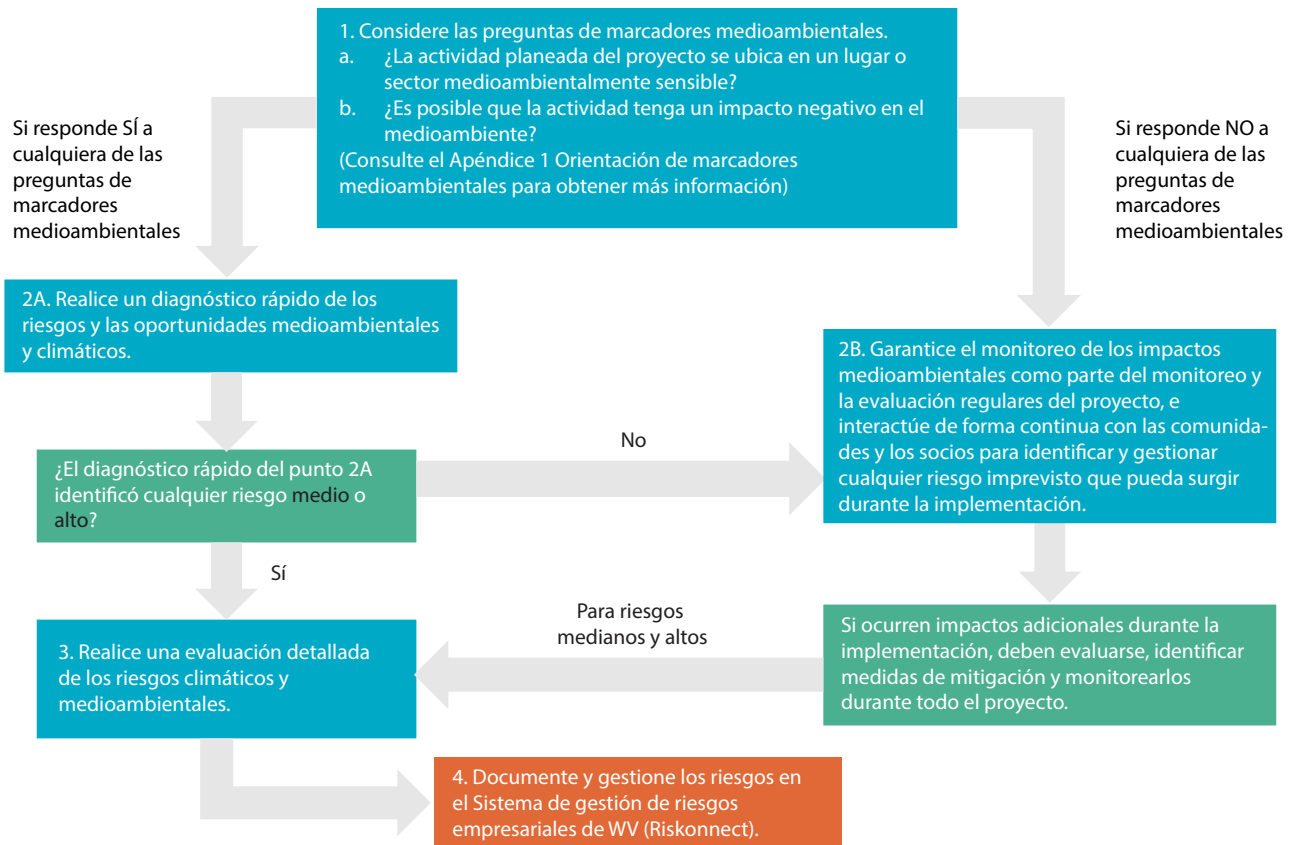 1. Considere las preguntas de marcadores medioambientales.
a. ¿La actividad planeada del proyecto se ubica en un lugar o
sector medioambientalmente sensible?
b. ¿Es posible que la actividad tenga un impacto negativo en el
medioambiente?
(Consulte el Apéndice 1 Orientación de marcadores
medioambientales para obtener más información)
Si responde SÍ a
cualquiera de las
preguntas de
marcadores
medioambientales
Si responde NO a
cualquiera de las
preguntas de
marcadores
medioambientales
2A. Realice un diagnóstico rápido de los
riesgos y las oportunidades medioambientales
y climáticos.
2B. Garantice el monitoreo de los impactos
medioambientales como parte del monitoreo y
la evaluación regulares del proyecto, e
interactúe de forma continua con las comunida-
des y los socios para identificar y gestionar
cualquier riesgo imprevisto que pueda surgir
durante la implementación.
No
¿El diagnóstico rápido del punto 2A
identificó cualquier riesgo medio o
alto?
Sí
Para riesgos
medianos y altos
3. Realice una evaluación detallada
de los riesgos climáticos y
medioambientales.
Si ocurren impactos adicionales durante la
implementación, deben evaluarse, identificar
medidas de mitigación y monitorearlos
durante todo el proyecto.
4. Documente y gestione los riesgos en
el Sistema de gestión de riesgos
empresariales de WV (Riskonnect).